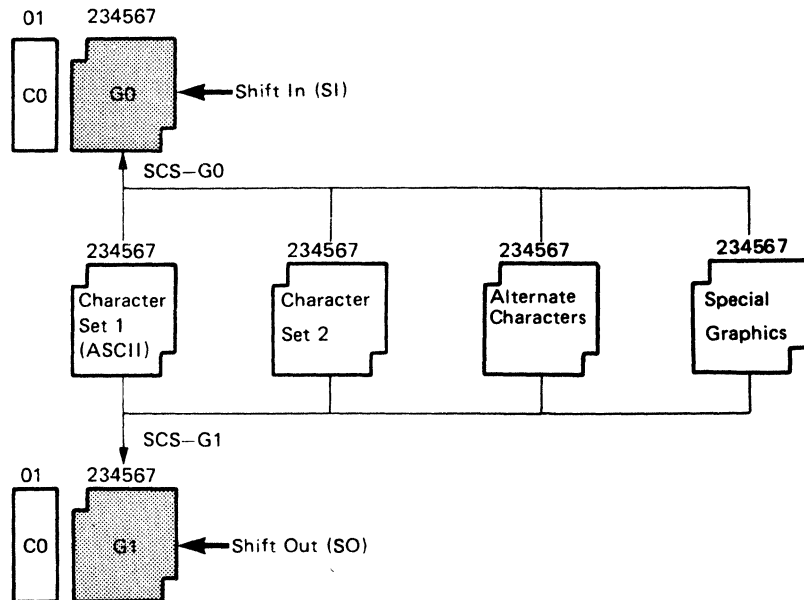 01 234567
C0 G0 Shift In (SI)
SCS-G0
234567 234567 234567 234567
Character Set 1 (ASCII)
Character Set 2
Alternate Characters
Special Graphics
SCS-G1
01 234567
C0 G1 Shift Out (SO)